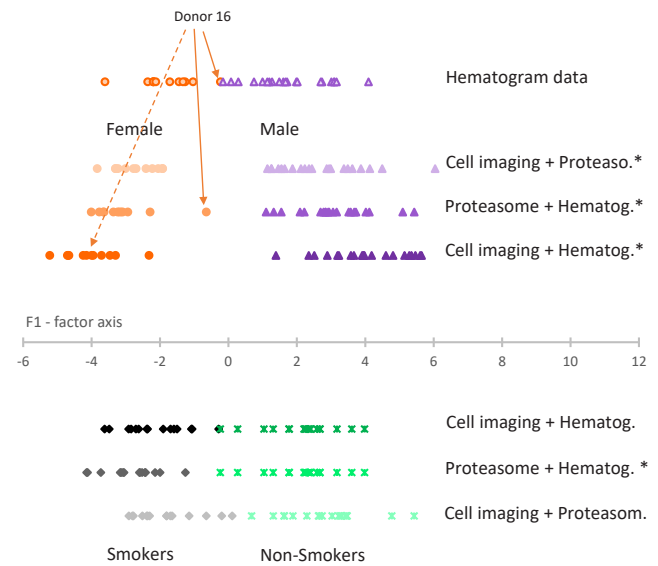 Donor 16
Hematogram data
Female
Male
Cell imaging + Proteaso.*
Proteasome + Hematog.*
Cell imaging + Hematog.*
F1 - factor axis
-6 -4 -2 0 2 4 6 8 10 12
Cell imaging + Hematog.
Proteasome + Hematog. *
Cell imaging + Proteasom.
Smokers
Non-Smokers